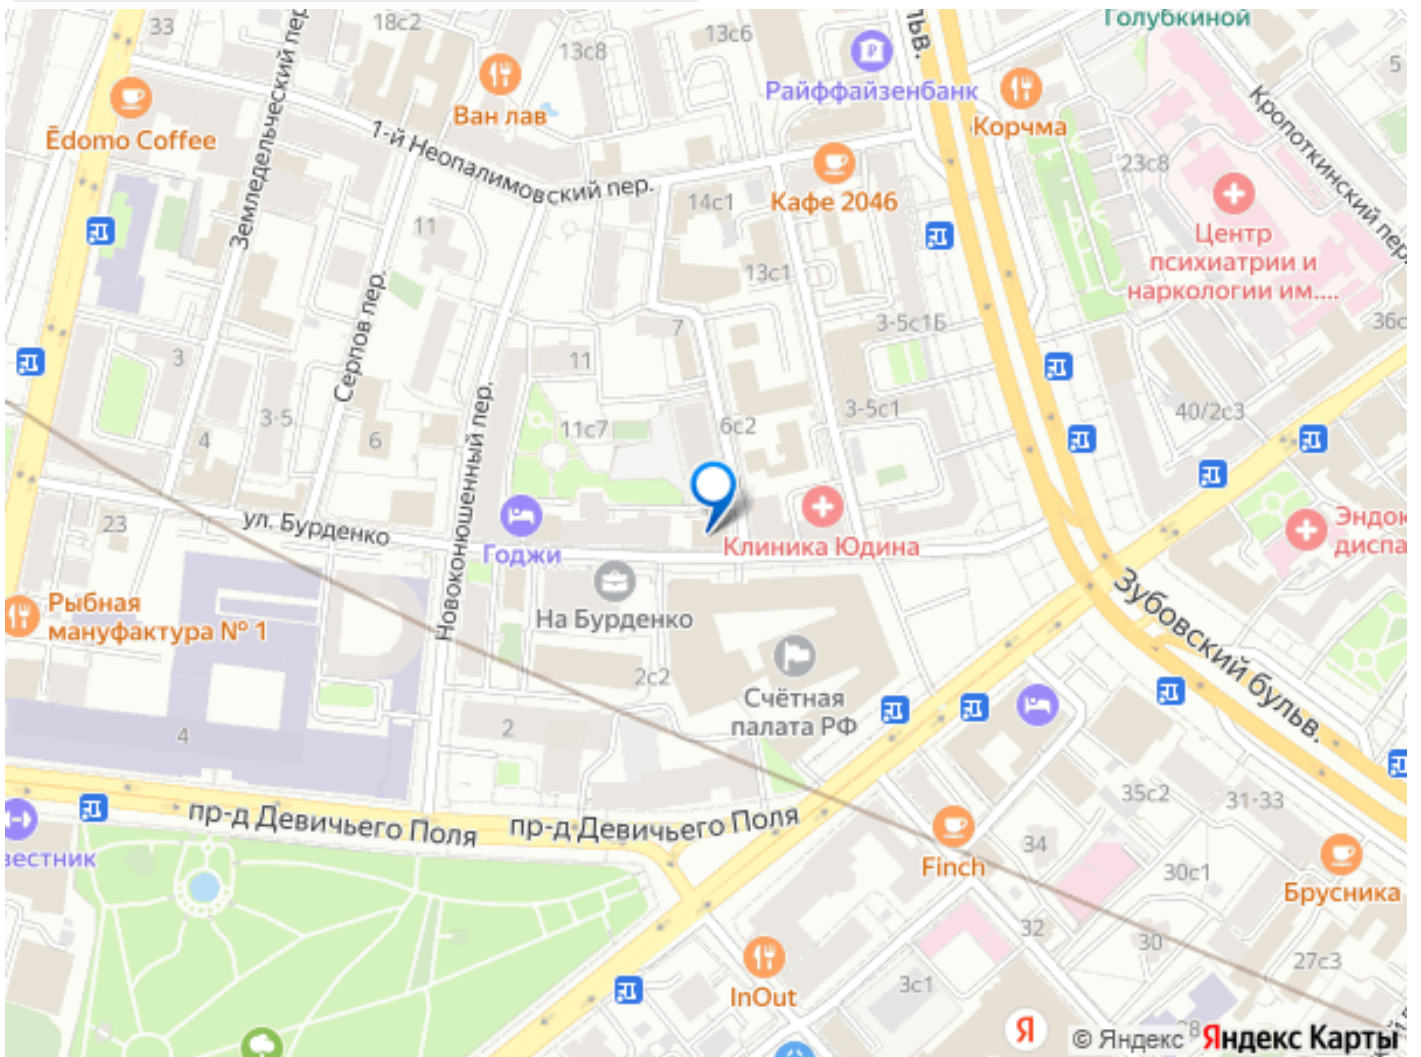 33
18с2
13с6
Голубкиной
13с8
5
Ван лав
Райффайзенбанк
Корчма
Ēdomo Coffee
1-й Неопалимовский пер.
Земледельческий пер.
Кропоткинский пер.
23с8
14с1
Кафе 2046
11
Центр
психиатрии и
наркологии им....
13с1
Серпов пер.
7
3-5с1Б
3
11
3-5с1
40/2с3
3-5
4
6
11с7
6с2
Новоконюшенный пер.
23
ул. Бурденко
Годжи
Клиника Юдина
Эндок
диспа
Рыбная
мануфактура № 1
На Бурденко
Зубовский бульв.
2с2
Счётная
палата РФ
4
2
пр-д Девичьего Поля
пр-д Девичьего Поля
35с2
31-33
34
вестник
Finch
30с1
Брусника
32
30
27с3
InOut
3с1
Я
© Яндекс
Яндекс Карты